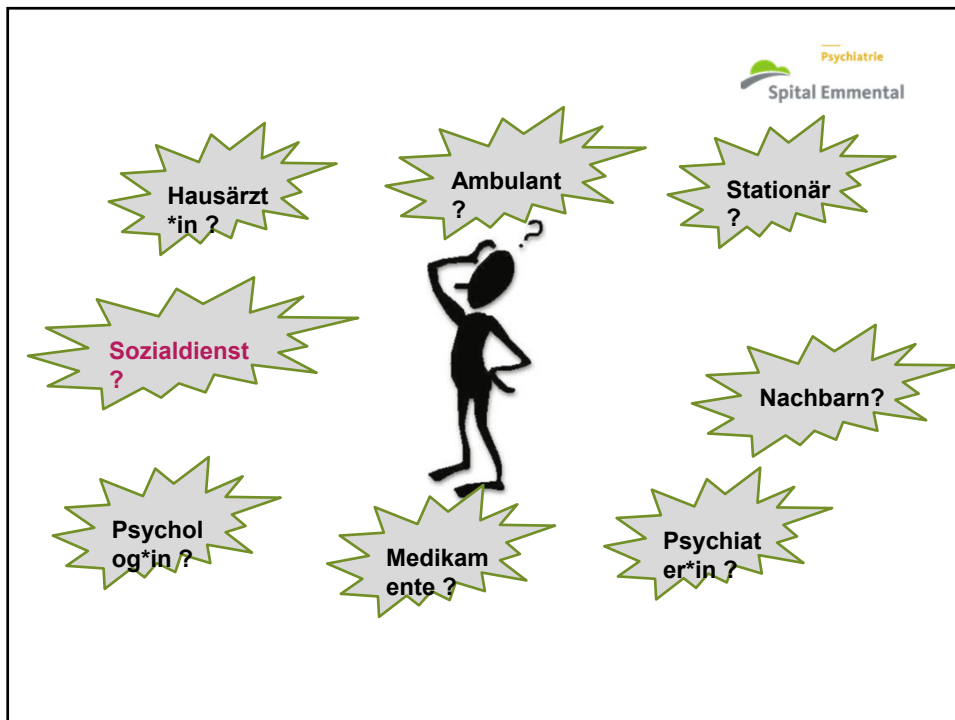 Psychiatrie
Spital Emmental
Hausärzt
*in ?
Ambulant
?
Stationär
?
?
Sozialdienst
?
Nachbarn?
Psychol
og*in ?
Medikam
ente ?
Psychiat
er*in ?